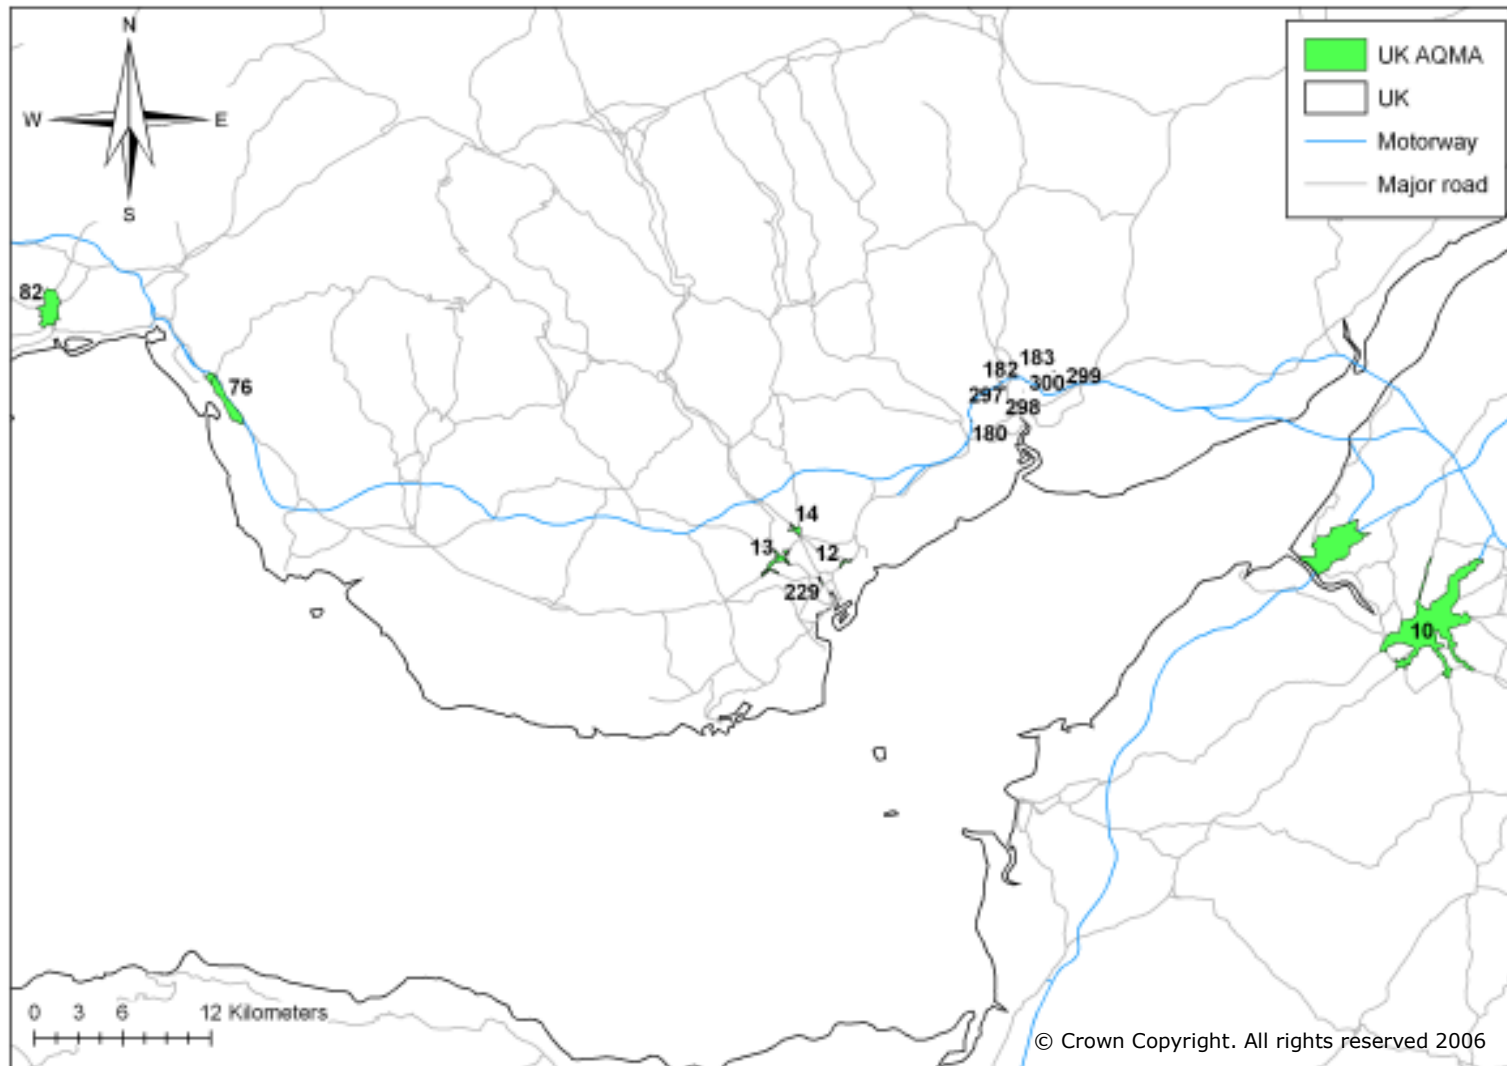 N
W E
S
UK AQMA
UK
Motorway
Major road
82
76
183
182
300
299
297
298
180
14
13
12
229
10
0 3 6 12 Kilometers
© Crown Copyright. All rights reserved 2006